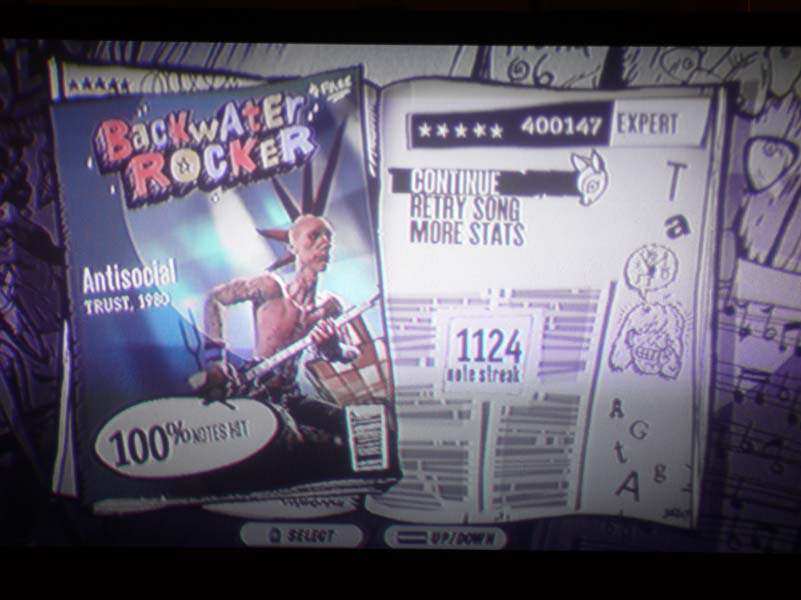 BACKWATER
ROCKER
FREE
Antisocial
TRUST, 1980
100% NOTES HIT
★★★★★ 400147 EXPERT
CONTINUE
RETRY SONG
MORE STATS
1124
note streak
T
a
A
G
t
g
A
SELECT
UP/DOWN